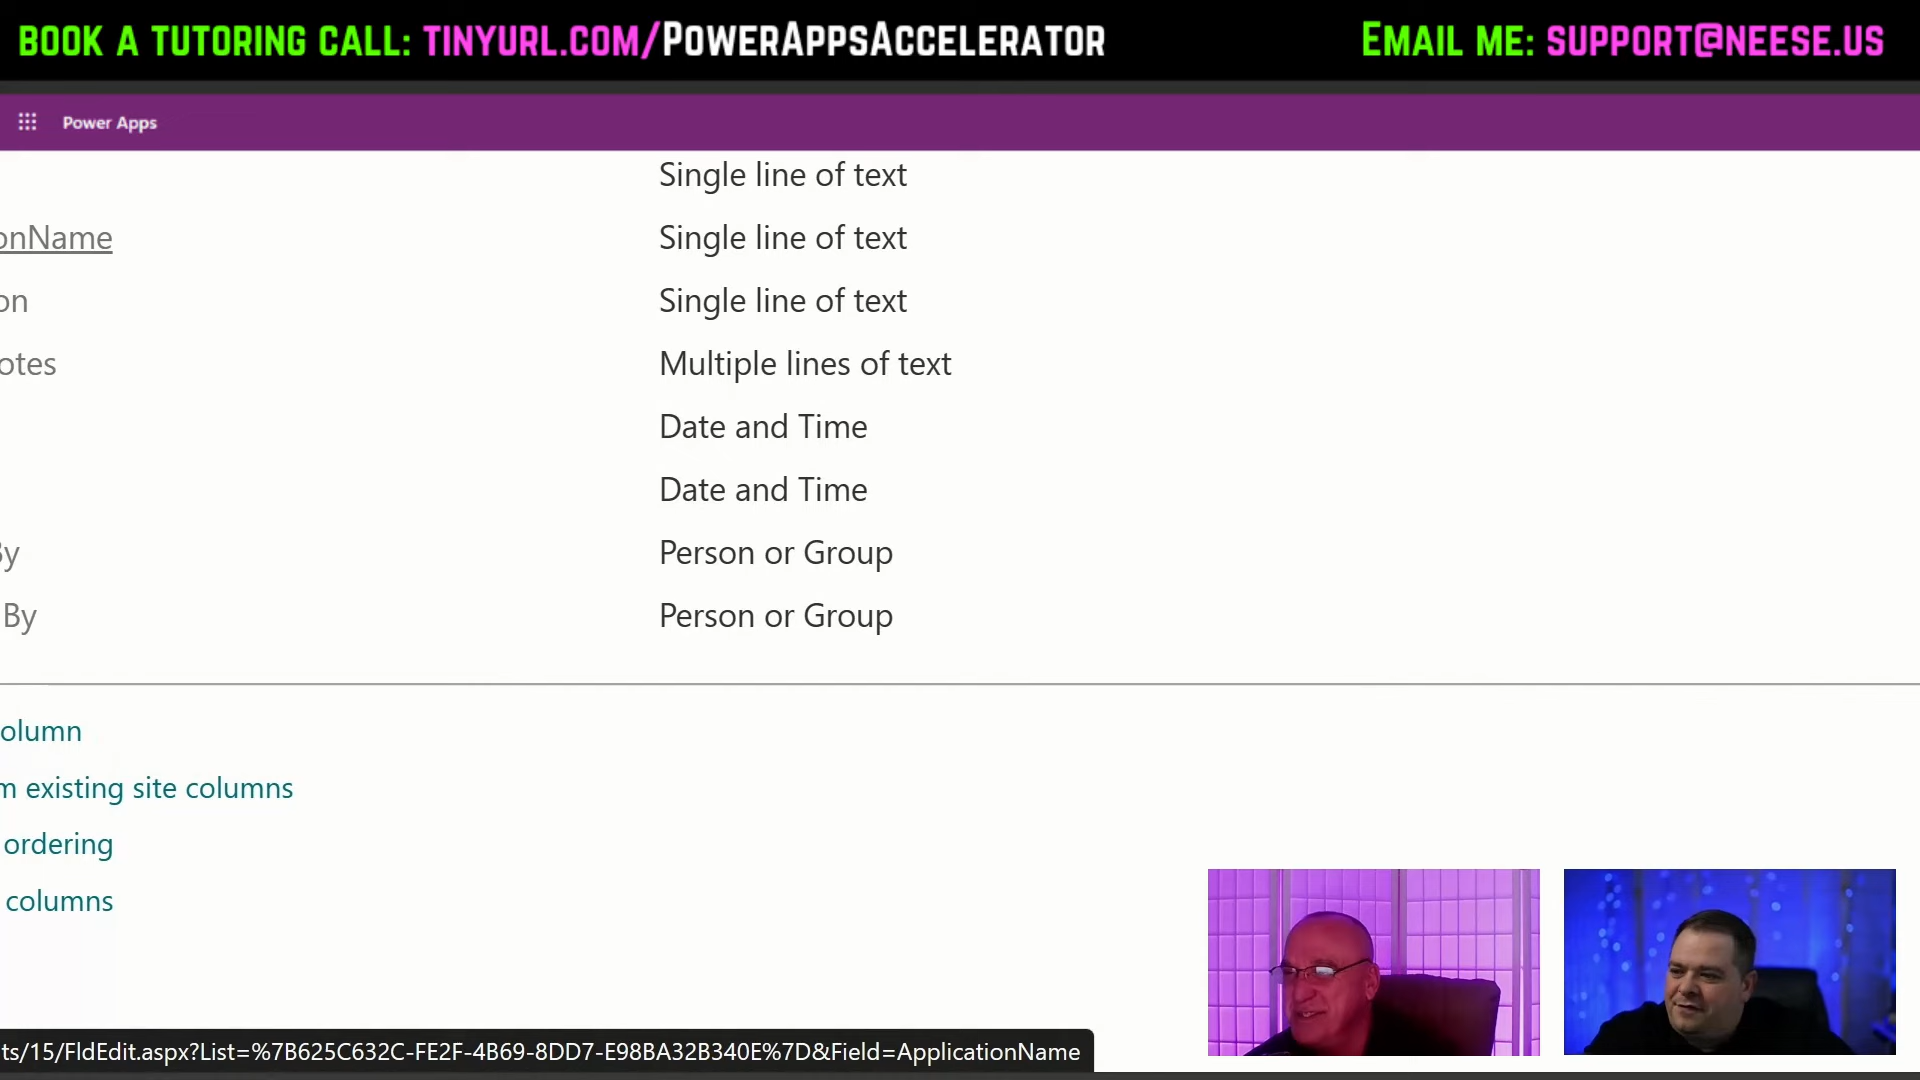 BOOK A TUTORING CALL: TINYURL.COM/POWERAPPSACCELERATOR
EMAIL ME: SUPPORT@NEESE.US
Power Apps
Single line of text
onName Single line of text
on Single line of text
otes Multiple lines of text
Date and Time
Date and Time
By Person or Group
By Person or Group
olumn
m existing site columns
ordering
columns
ts/15/FldEdit.aspx?List=%7B625C632C-FE2F-4B69-8DD7-E98BA32B340E%7D&Field=ApplicationName